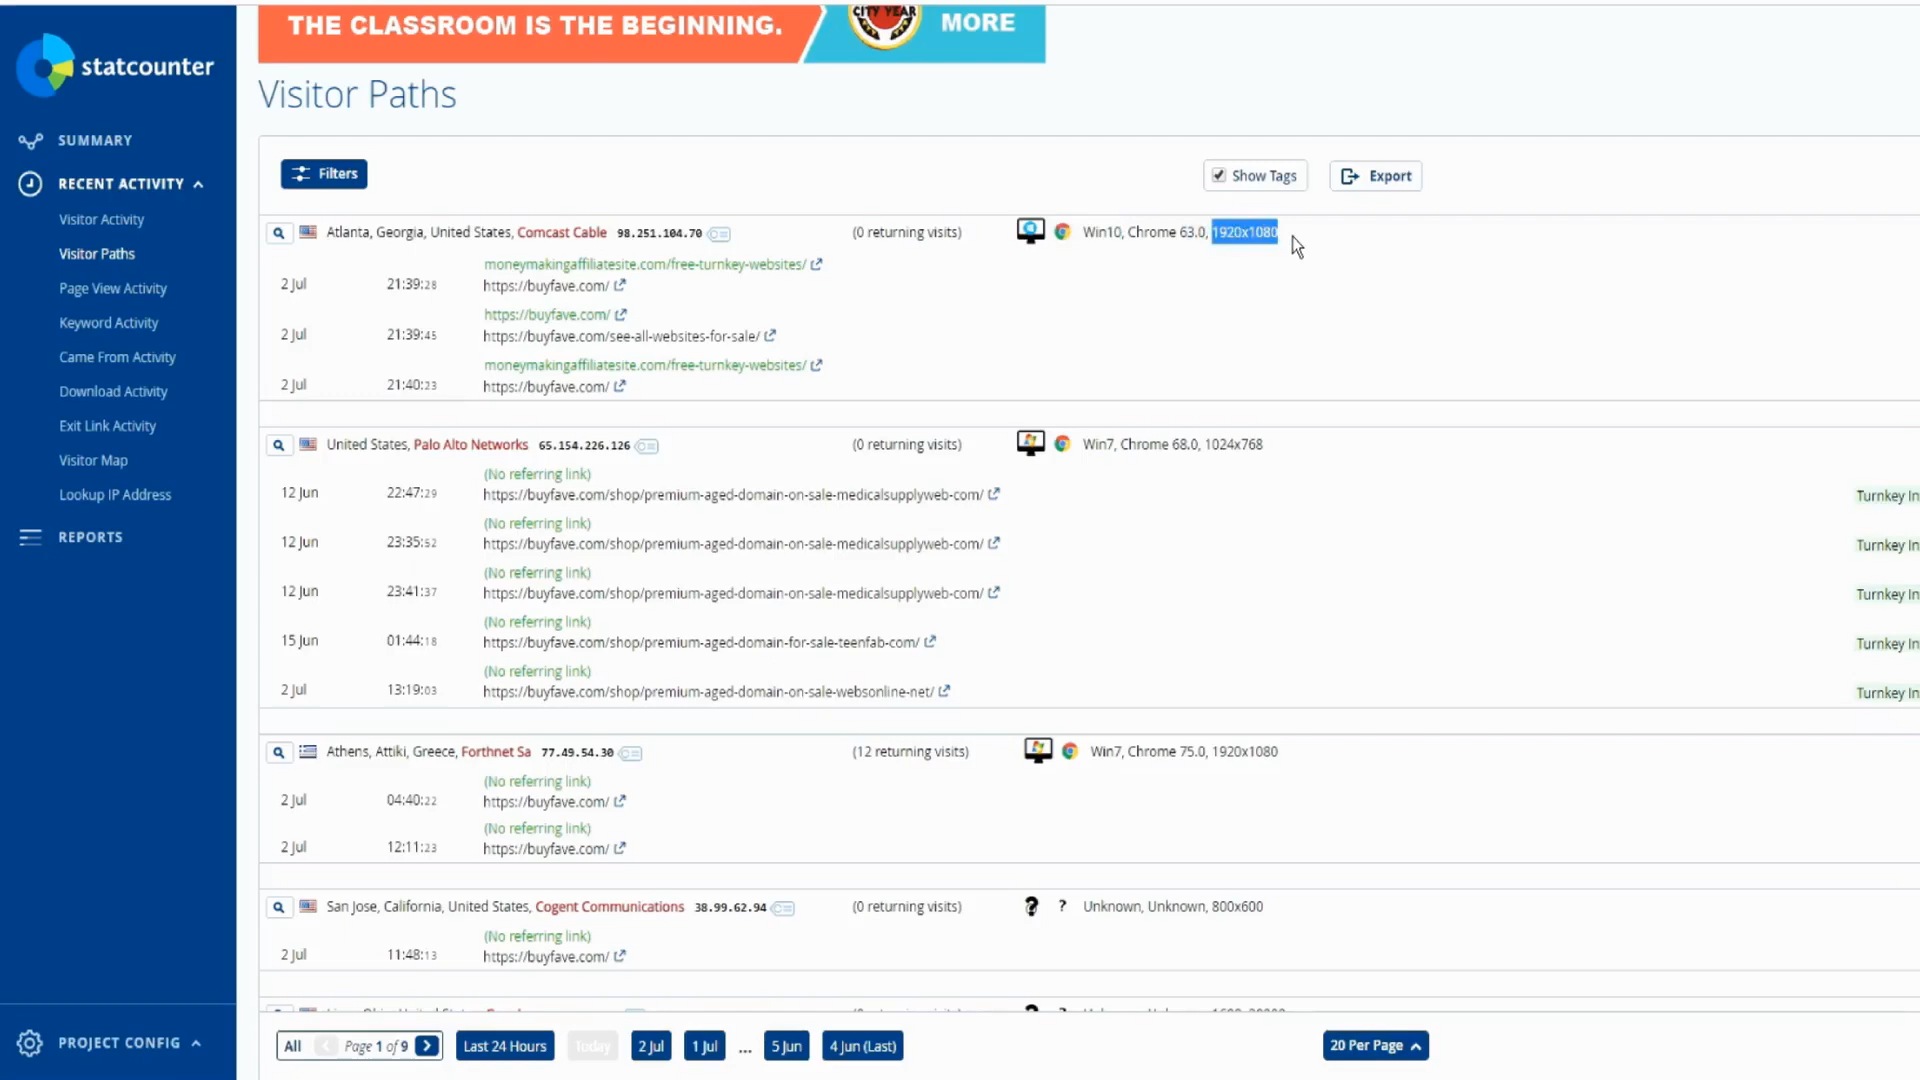 THE CLASSROOM IS THE BEGINNING.
CITY YEAR
MORE
statcounter
Visitor Paths
SUMMARY
RECENT ACTIVITY
Visitor Activity
Visitor Paths
Page View Activity
Keyword Activity
Came From Activity
Download Activity
Exit Link Activity
Visitor Map
Lookup IP Address
REPORTS
PROJECT CONFIG
Filters
Show Tags
Export
Atlanta, Georgia, United States, Comcast Cable 98.251.104.70 (0 returning visits) Win10, Chrome 63.0, 1920x1080
moneymakingaffiliatesite.com/free-turnkey-websites/
2 Jul 21:39:28 https://buyfave.com/
https://buyfave.com/
2 Jul 21:39:45 https://buyfave.com/see-all-websites-for-sale/
moneymakingaffiliatesite.com/free-turnkey-websites/
2 Jul 21:40:23 https://buyfave.com/
United States, Palo Alto Networks 65.154.226.126 (0 returning visits) Win7, Chrome 68.0, 1024x768
(No referring link)
12 Jun 22:47:29 https://buyfave.com/shop/premium-aged-domain-on-sale-medicalsupplyweb-com/ Turnkey In
(No referring link)
12 Jun 23:35:52 https://buyfave.com/shop/premium-aged-domain-on-sale-medicalsupplyweb-com/ Turnkey In
(No referring link)
12 Jun 23:41:37 https://buyfave.com/shop/premium-aged-domain-on-sale-medicalsupplyweb-com/ Turnkey In
(No referring link)
15 Jun 01:44:18 https://buyfave.com/shop/premium-aged-domain-for-sale-teenfab-com/ Turnkey In
(No referring link)
2 Jul 13:19:03 https://buyfave.com/shop/premium-aged-domain-on-sale-websonline-net/ Turnkey In
Athens, Attiki, Greece, Forthnet Sa 77.49.54.30 (12 returning visits) Win7, Chrome 75.0, 1920x1080
(No referring link)
2 Jul 04:40:22 https://buyfave.com/
(No referring link)
2 Jul 12:11:23 https://buyfave.com/
San Jose, California, United States, Cogent Communications 38.99.62.94 (0 returning visits) ? ? Unknown, Unknown, 800x600
(No referring link)
2 Jul 11:48:13 https://buyfave.com/
All Page 1 of 9 Last 24 Hours Today 2 Jul 1 Jul ... 5 Jun 4 Jun (Last) 20 Per Page